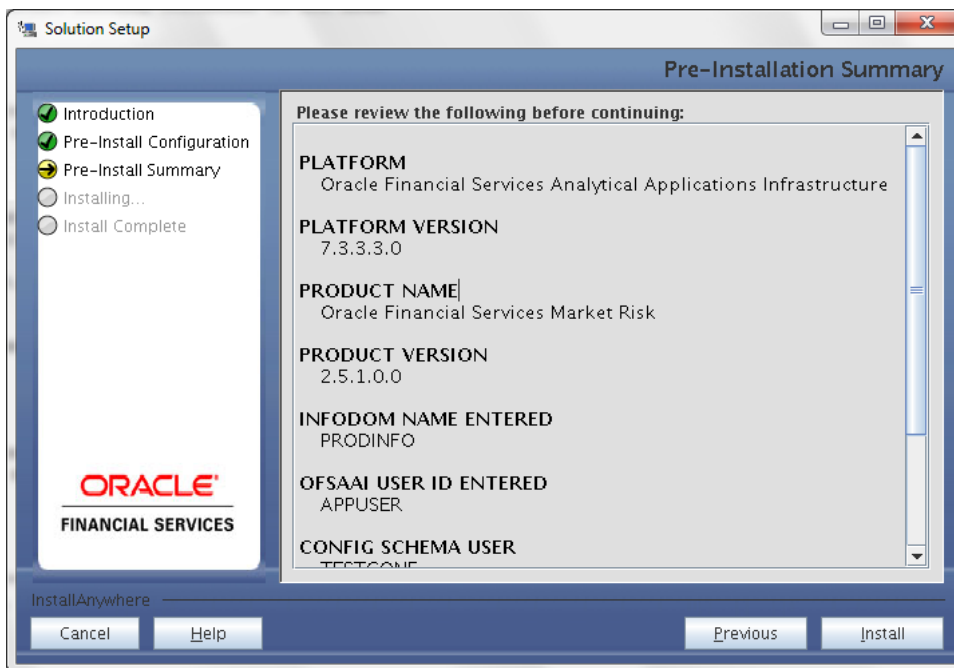 Solution Setup
Pre-Installation Summary
Introduction
Pre-Install Configuration
Pre-Install Summary
Installing...
Install Complete
ORACLE
FINANCIAL SERVICES
Please review the following before continuing:
PLATFORM
Oracle Financial Services Analytical Applications Infrastructure
PLATFORM VERSION
7.3.3.3.0
PRODUCT NAME
Oracle Financial Services Market Risk
PRODUCT VERSION
2.5.1.0.0
INFODOM NAME ENTERED
PRODINFO
OFSAAI USER ID ENTERED
APPUSER
CONFIG SCHEMA USER
InstallAnywhere
Cancel
Help
Previous
Install